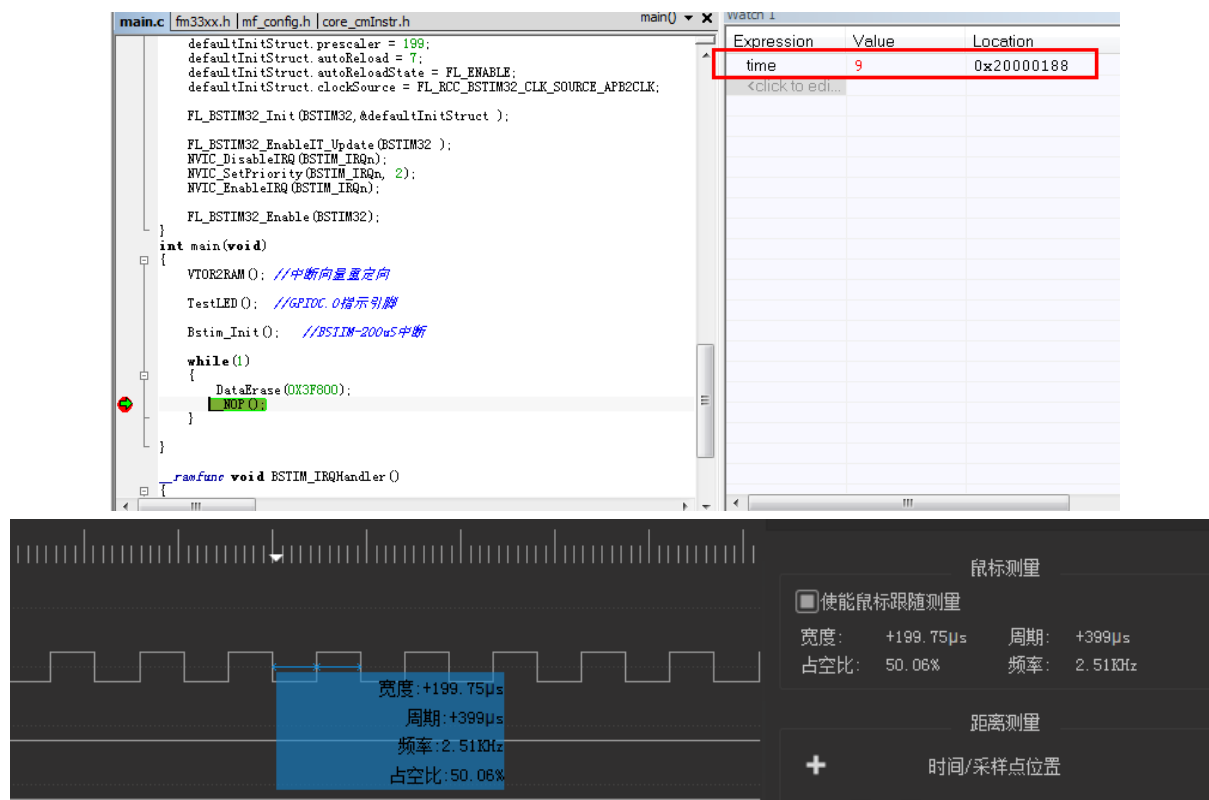 main.c fm33xx.h mf_config.h core_cmInstr.h main()
defaultInitStruct.prescaler = 199;
defaultInitStruct.autoReload = 7;
defaultInitStruct.autoReloadState = FL_ENABLE;
defaultInitStruct.clockSource = FL_RCC_BSTIM32_CLK_SOURCE_APB2CLK;
FL_BSTIM32_Init(BSTIM32,&defaultInitStruct );
FL_BSTIM32_EnableIT_Update(BSTIM32 );
NVIC_DisableIRQ(BSTIM_IRQn);
NVIC_SetPriority(BSTIM_IRQn, 2);
NVIC_EnableIRQ(BSTIM_IRQn);
FL_BSTIM32_Enable(BSTIM32);
}
int main(void)
{
VTOR2RAM(); //中断向量重定向
TestLED(); //GPIOC.0指示引脚
Bstim_Init(); //BSTIM-200uS中断
while(1)
{
DataErase(0X3F800);
__NOP();
}
}
__ramfunc void BSTIM_IRQHandler()
{
Watch 1
Expression Value Location
time 9 0x20000188
<click to edi...
宽度:+199.75μs
周期:+399μs
频率:2.51KHz
占空比:50.06%
鼠标测量
使能鼠标跟随测量
宽度: +199.75μs 周期: +399μs
占空比: 50.06% 频率: 2.51KHz
距离测量
时间/采样点位置